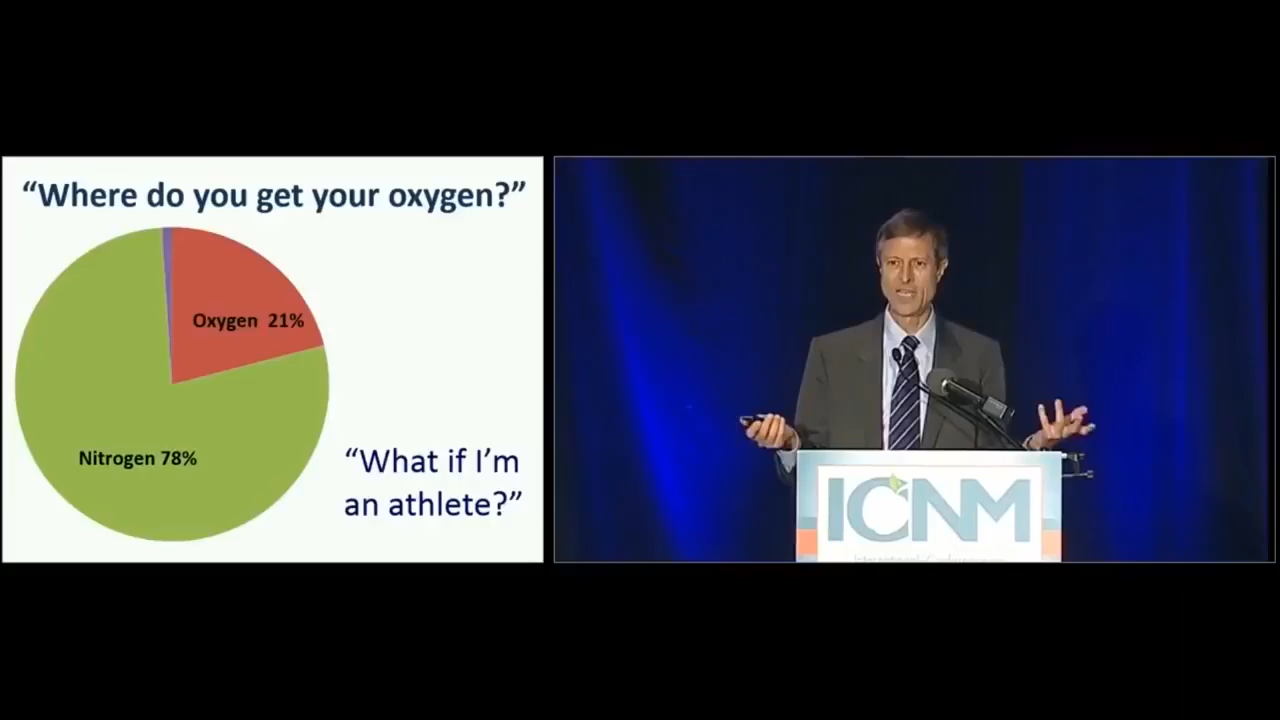 “Where do you get your oxygen?”
Oxygen 21%
Nitrogen 78%
“What if I’m
an athlete?”
ICNM